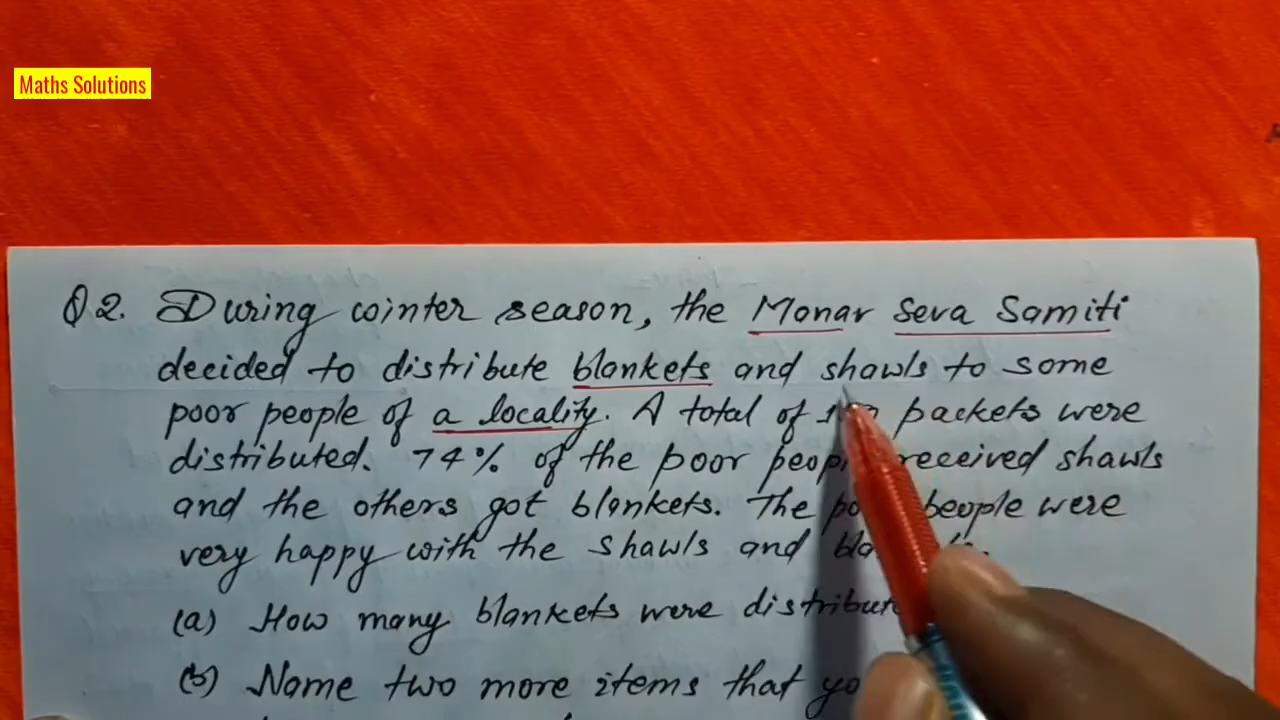 Maths Solutions
Q2. During winter season, the Manav Seva Samiti
decided to distribute blankets and shawls to some
poor people of a locality. A total of packets were
distributed. 74% of the poor received shawls
and the others got blankets. The people were
very happy with the shawls and
(a) How many blankets were
(b) Name two more items that